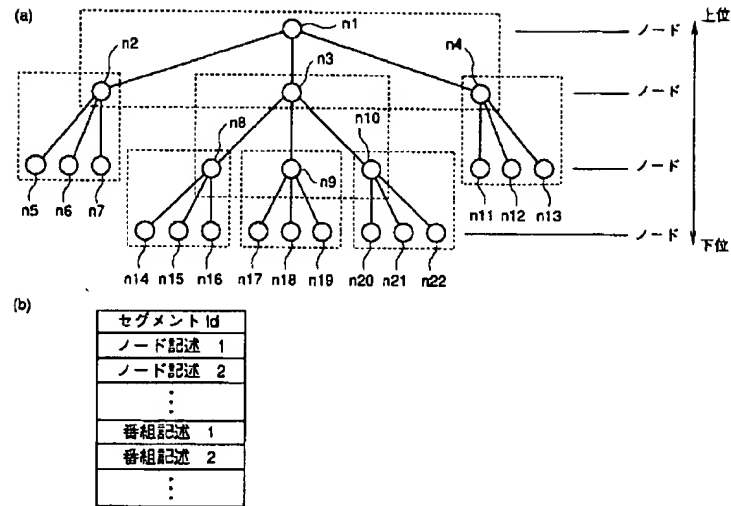 (a)
n1 ノード 上位
n2 n3 n4 ノード
n8 n10 ノード
n5 n6 n7 n9 n11 n12 n13
ノード
n14 n15 n16 n17 n18 n19 n20 n21 n22 下位
(b)
セグメント Id
ノード記述 1
ノード記述 2
⋮
番組記述 1
番組記述 2
⋮